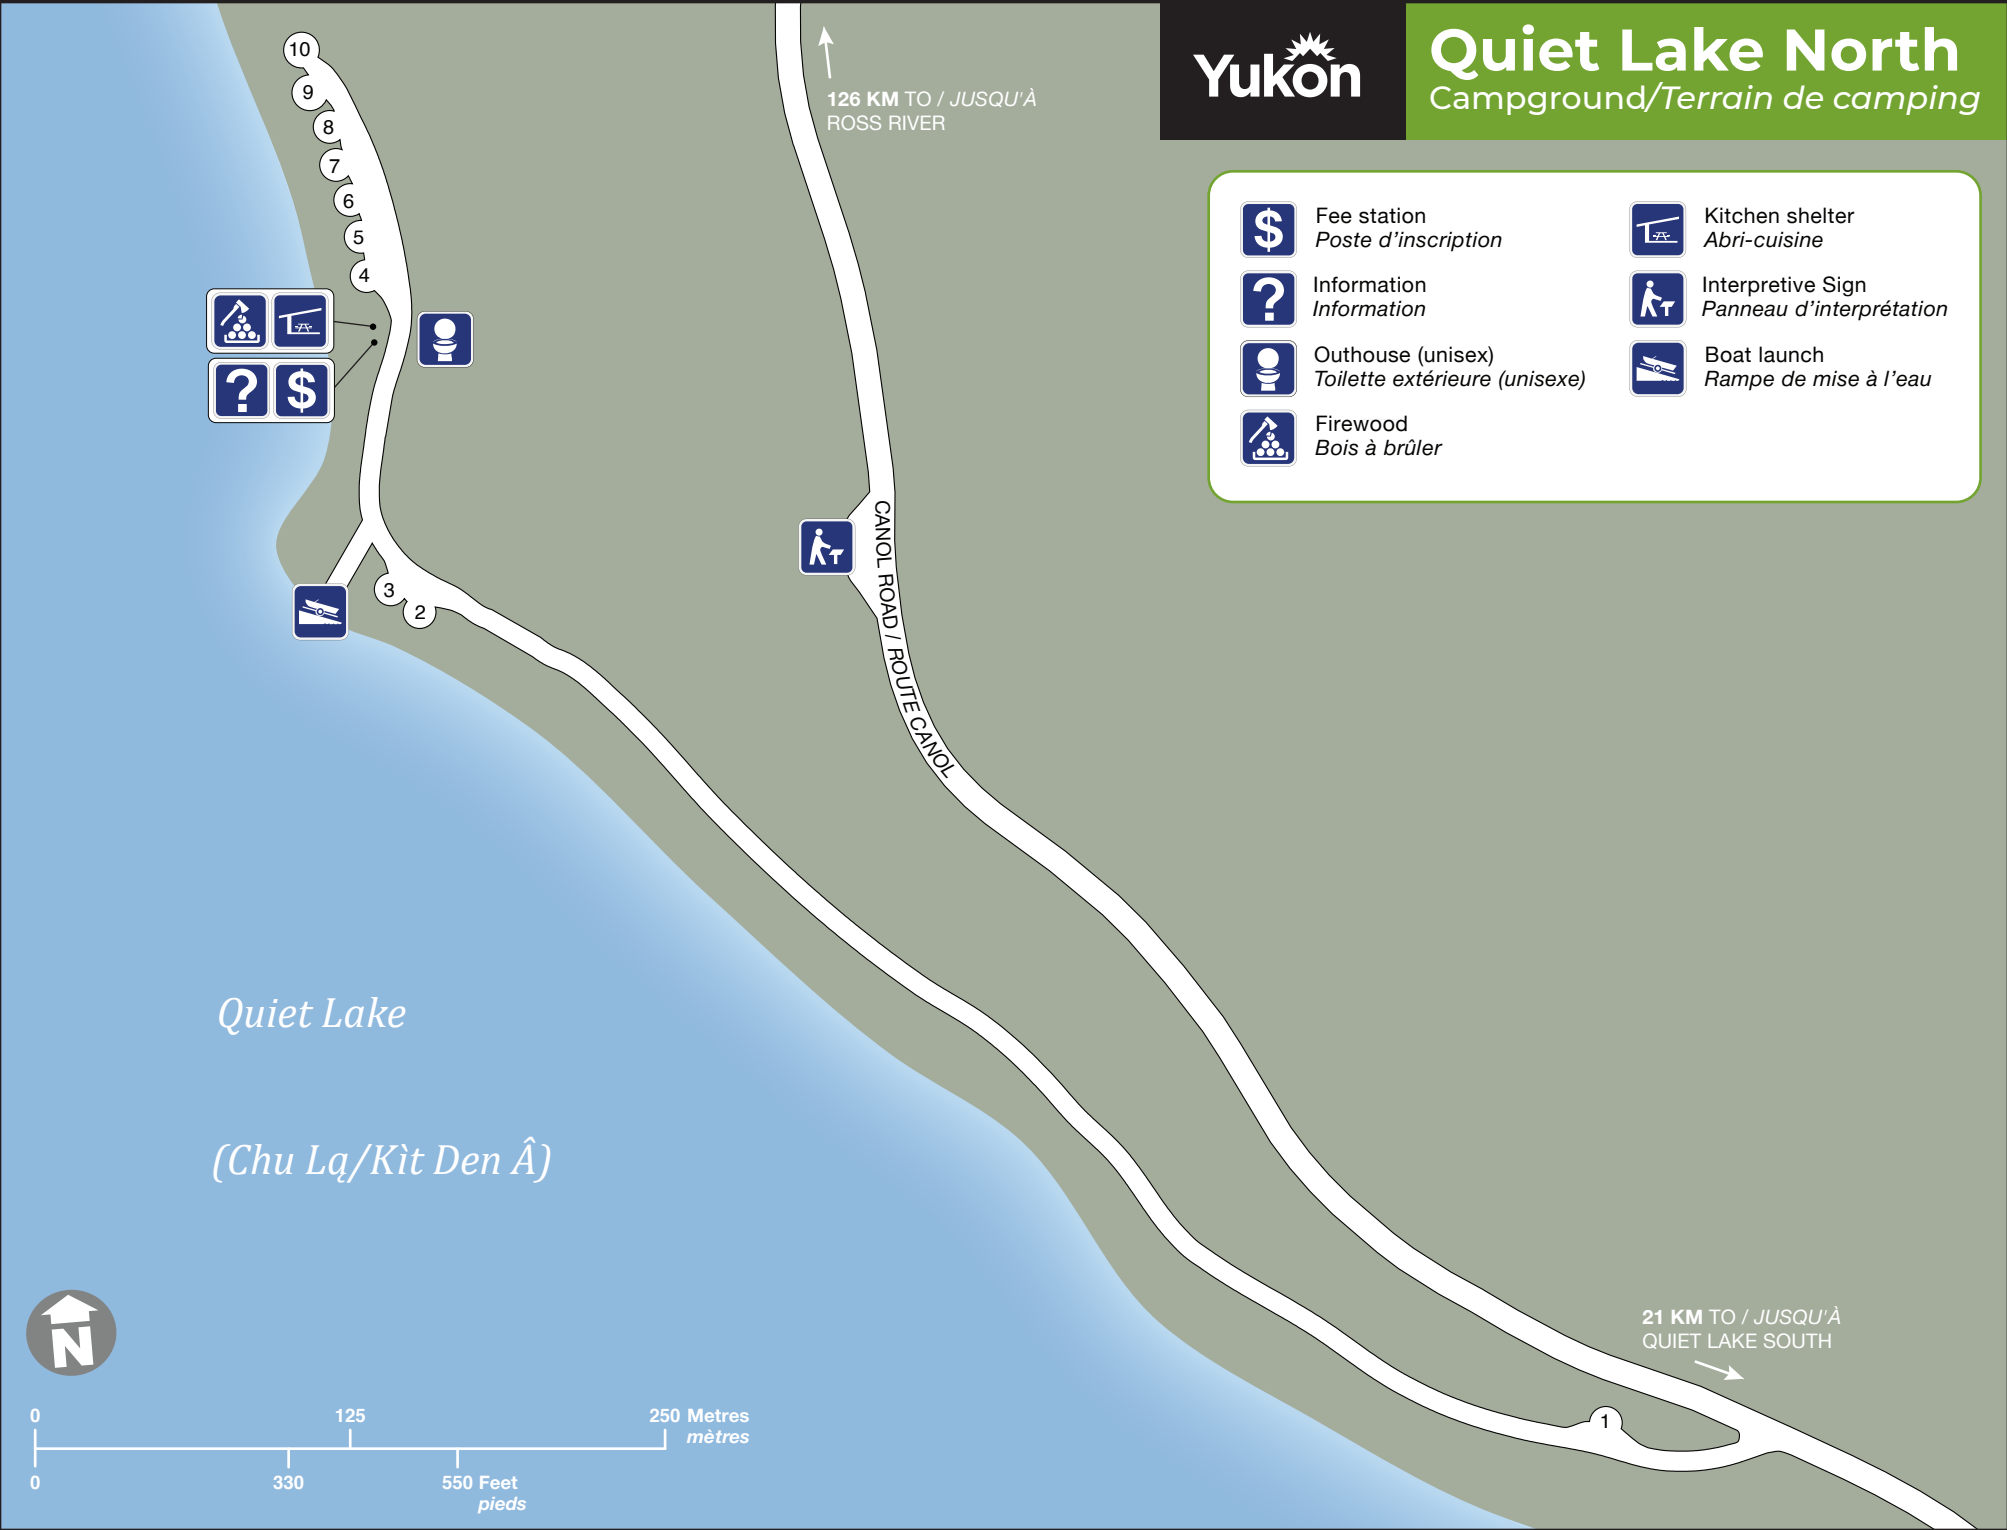 Yukon
Quiet Lake North
Campground/Terrain de camping
126 KM TO / JUSQU'À
ROSS RIVER
$ Fee station
Poste d'inscription
? Information
Information
Outhouse (unisex)
Toilette extérieure (unisexe)
Firewood
Bois à brûler
Kitchen shelter
Abri-cuisine
Interpretive Sign
Panneau d'interprétation
Boat launch
Rampe de mise à l'eau
10
9
8
7
6
5
4
? $
3
2
CANOL ROAD / ROUTE CANOL
Quiet Lake
(Chu Lą/Kìt Den Â)
21 KM TO / JUSQU'À
QUIET LAKE SOUTH
1
N
0 125 250 Metres
mètres
0 330 550 Feet
pieds